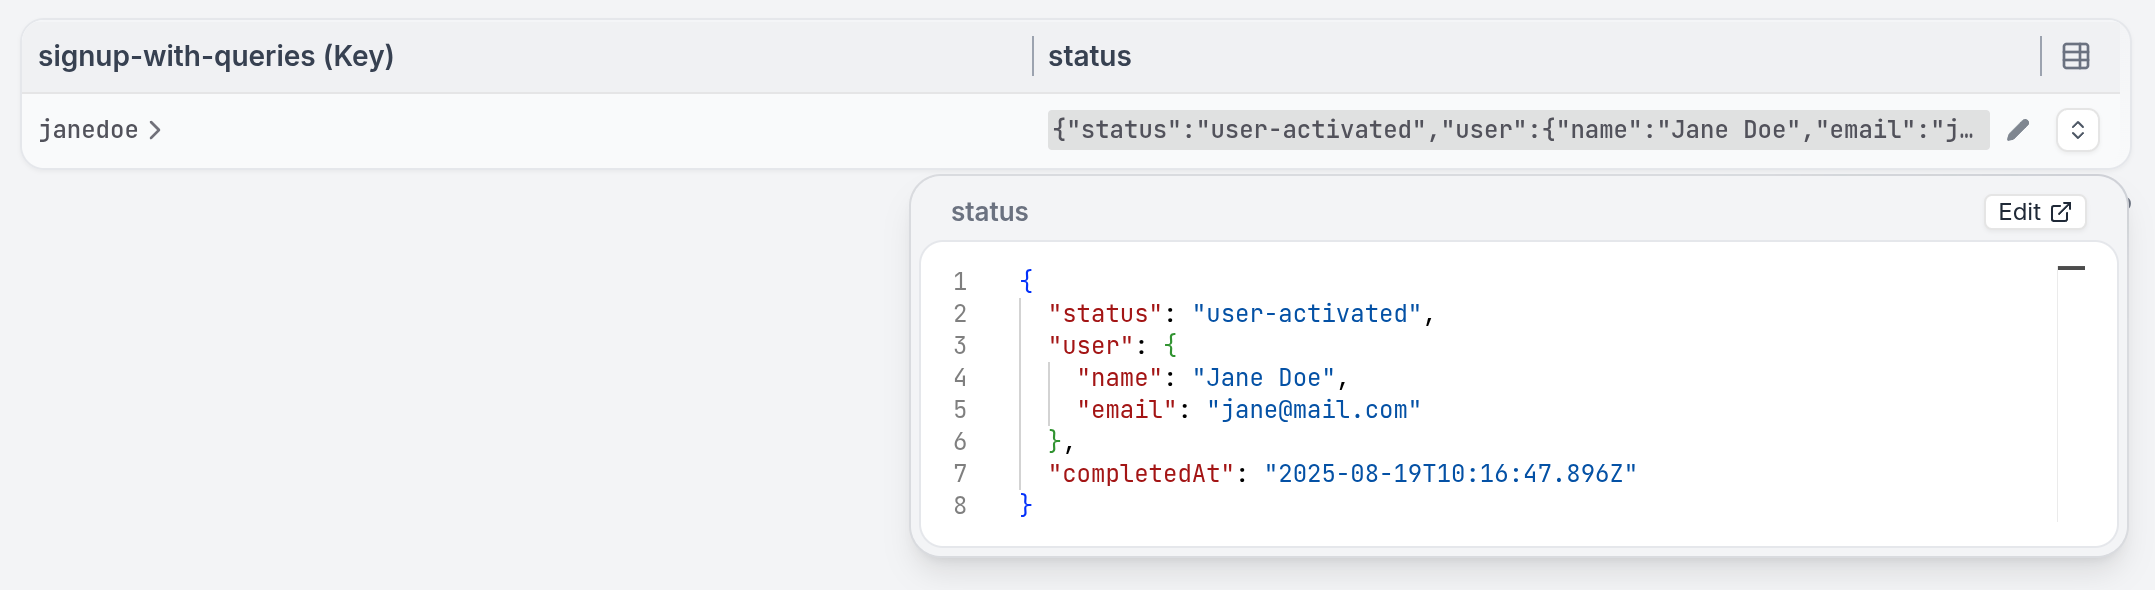 signup-with-queries (Key) status
janedoe {"status":"user-activated","user":{"name":"Jane Doe","email":"j…
status Edit
1 {
2 "status": "user-activated",
3 "user": {
4 "name": "Jane Doe",
5 "email": "jane@mail.com"
6 },
7 "completedAt": "2025-08-19T10:16:47.896Z"
8 }